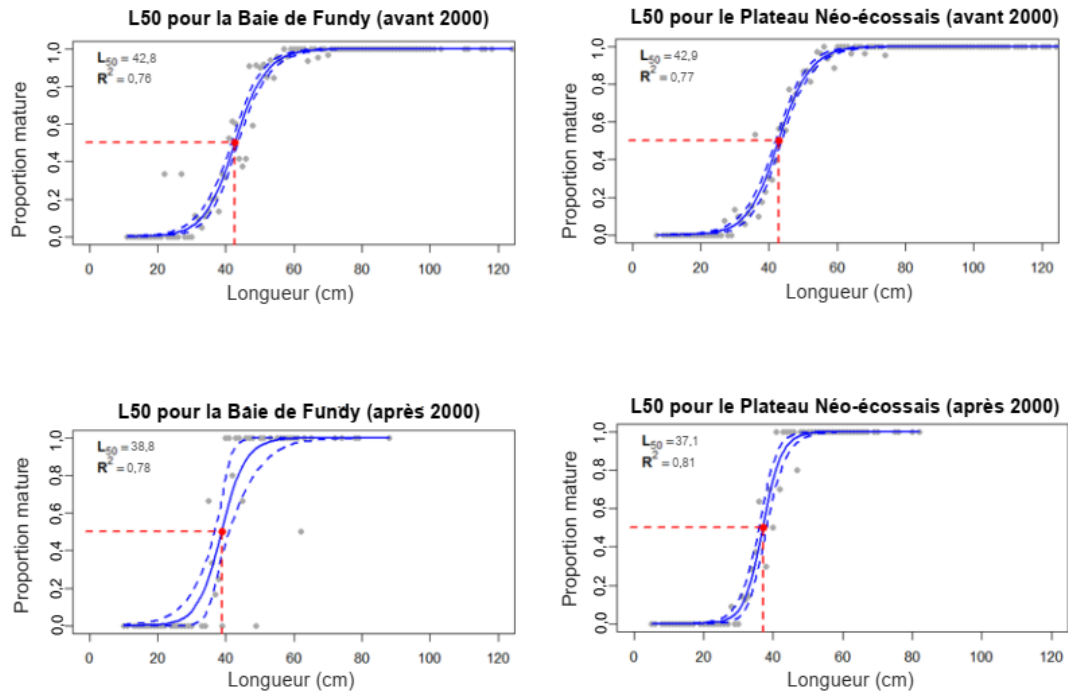 L50 pour la Baie de Fundy (avant 2000)
L50 = 42,8
R2 = 0,76
Proportion mature
0,0 0,2 0,4 0,6 0,8 1,0
0 20 40 60 80 100 120
Longueur (cm)
L50 pour le Plateau Néo-écossais (avant 2000)
L50 = 42,9
R2 = 0,77
Proportion mature
0,0 0,2 0,4 0,6 0,8 1,0
0 20 40 60 80 100 120
Longueur (cm)
L50 pour la Baie de Fundy (après 2000)
L50 = 38,8
R2 = 0,78
Proportion mature
0,0 0,2 0,4 0,6 0,8 1,0
0 20 40 60 80 100 120
Longueur (cm)
L50 pour le Plateau Néo-écossais (après 2000)
L50 = 37,1
R2 = 0,81
Proportion mature
0,0 0,2 0,4 0,6 0,8 1,0
0 20 40 60 80 100 120
Longueur (cm)